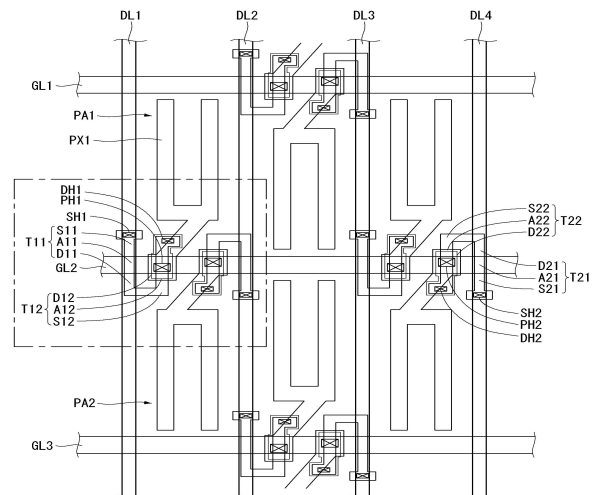 DL1 DL2 DL3 DL4
GL1
PA1
PX1
DH1
PH1
SH1
S11
T11 A11
D11
GL2
D12
T12 A12
S12
PA2
GL3
S22
A22 T22
D22
D21
A21 T21
S21
SH2
PH2
DH2